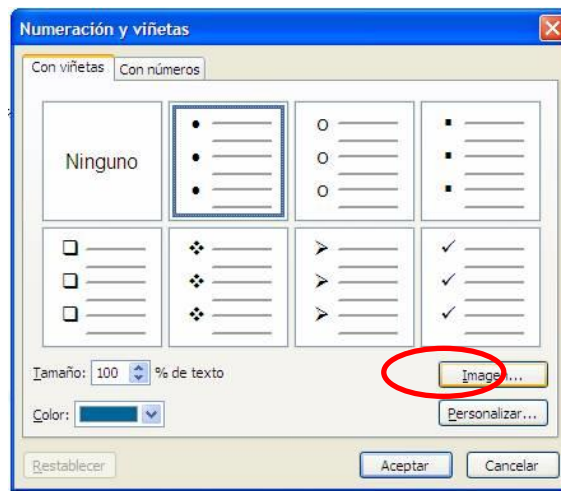 Numeración y viñetas
Con viñetas
Con números
Ninguno
Tamaño: 100 % de texto
Imagen...
Color:
Personalizar...
Restablecer
Aceptar
Cancelar